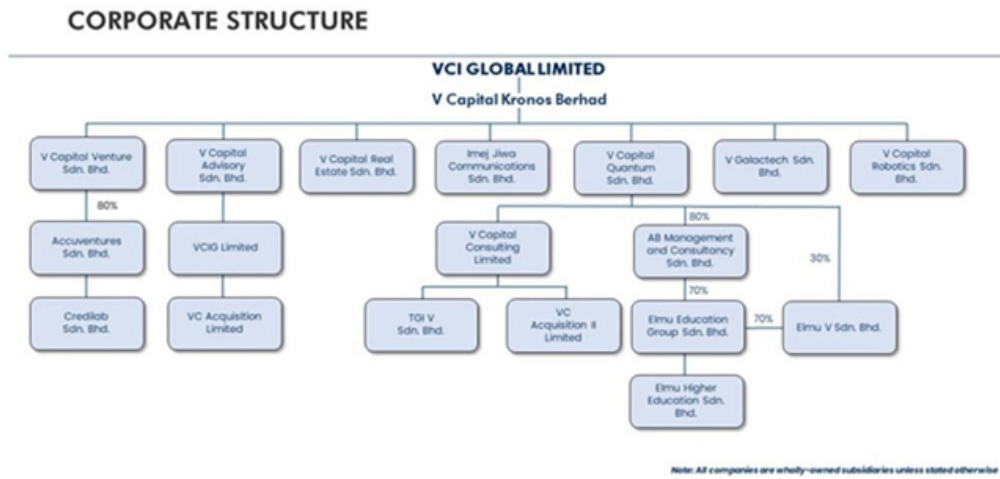 CORPORATE STRUCTURE
VCI GLOBAL LIMITED
V Capital Kronos Berhad
V Capital Venture
Sdn. Bhd.
V Capital
Advisory
Sdn. Bhd.
V Capital Real
Estate Sdn. Bhd.
Imej Jiwa
Communications
Sdn. Bhd.
V Capital
Quantum
Sdn. Bhd.
V Galactech Sdn.
Bhd.
V Capital
Robotics Sdn.
Bhd.
80%
Accuventures
Sdn. Bhd.
VCIG Limited
V Capital
Consulting
Limited
80%
AB Management
and Consultancy
Sdn. Bhd.
30%
Credilab
Sdn. Bhd.
VC Acquisition
Limited
TGI V
Sdn. Bhd.
VC
Acquisition II
Limited
70%
Elmu Education
Group Sdn. Bhd.
70%
Elmu V Sdn. Bhd.
Elmu Higher
Education Sdn.
Bhd.
Note: All companies are wholly-owned subsidiaries unless stated otherwise